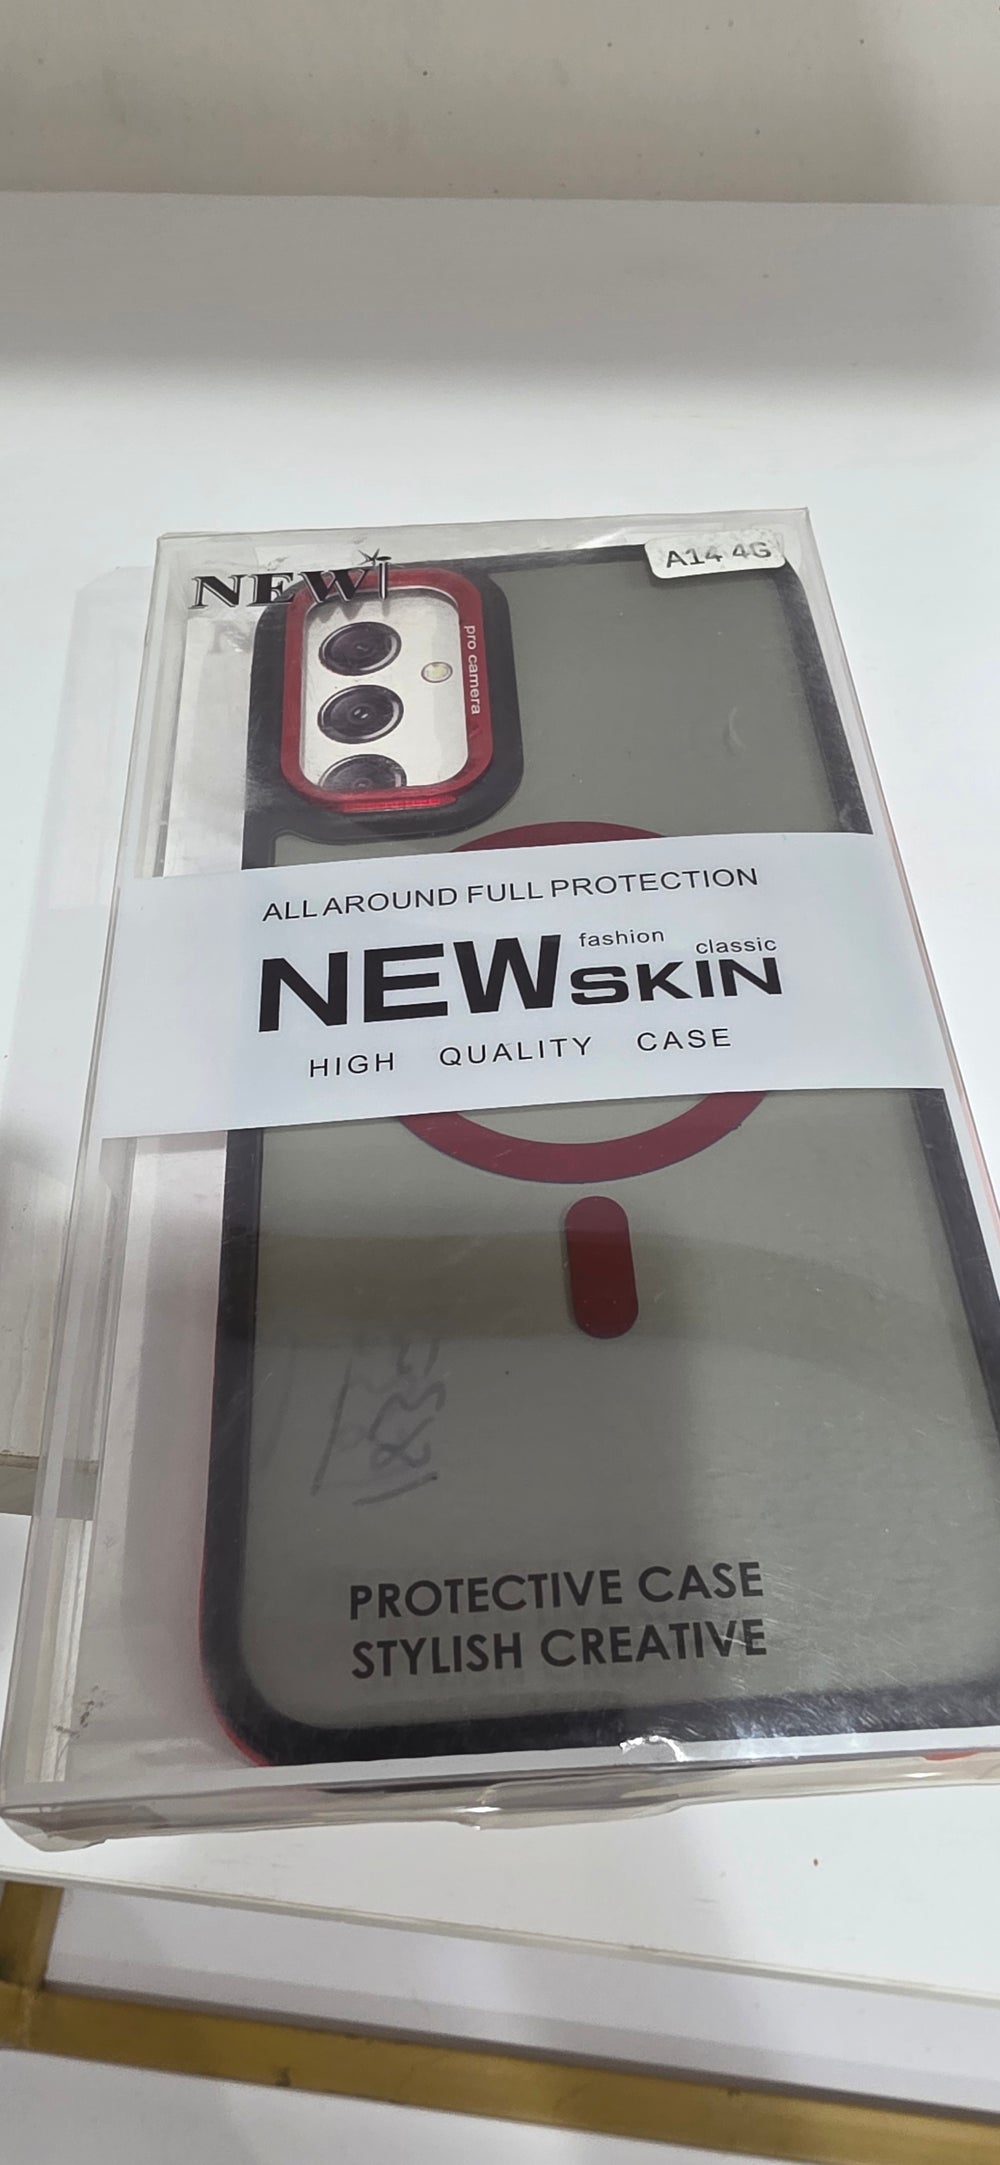 NEW
A14 4G
pro camera
ALL AROUND FULL PROTECTION
NEW fashion classic
SKIN
HIGH QUALITY CASE
PROTECTIVE CASE
STYLISH CREATIVE